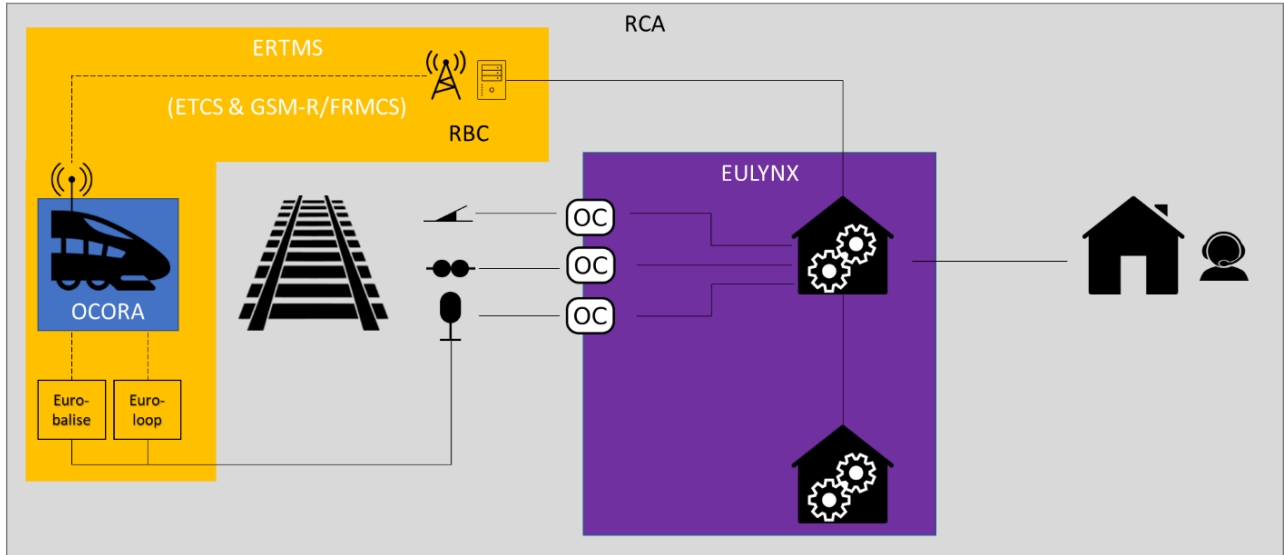 RCA
ERTMS
(ETCS & GSM-R/FRMCS)
RBC
EULYNX
OC
OC
OC
OCORA
Euro-
balise
Euro-
loop